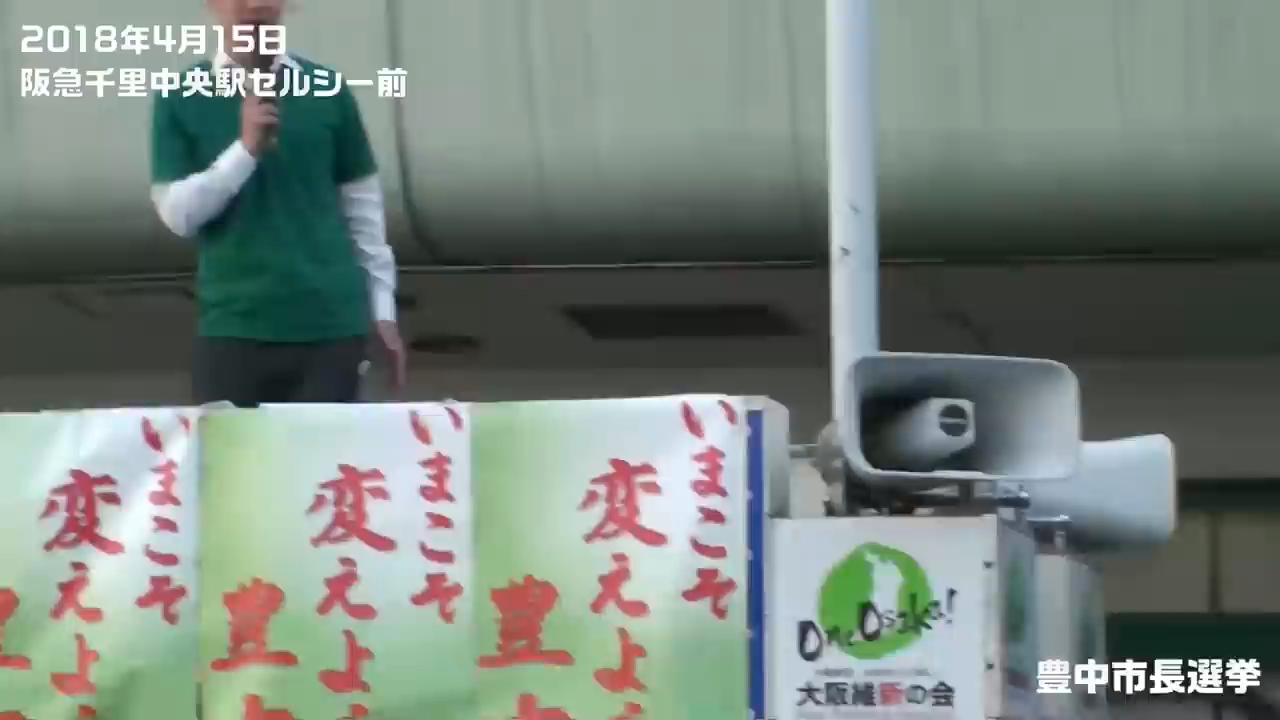 2018年4月15日
阪急千里中央駅セルシー前
いまこそ
変えよ
いまこそ
変えよ
豊
いまこそ
変えよ
豊
One Osaka!
大阪維新の会
豊中市長選挙